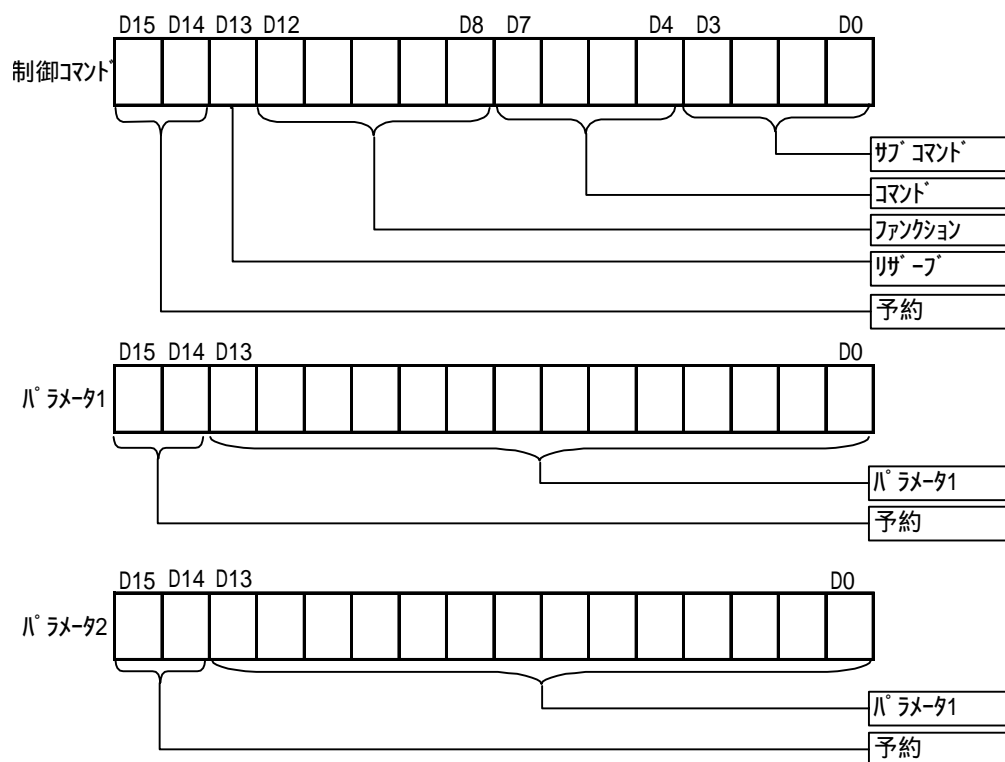 D15 D14 D13 D12 D8 D7 D4 D3 D0
制御コマンド
サブコマンド
コマンド
ファンクション
リザーブ
予約
D15 D14 D13 D0
パラメータ1
パラメータ1
予約
D15 D14 D13 D0
パラメータ2
パラメータ1
予約